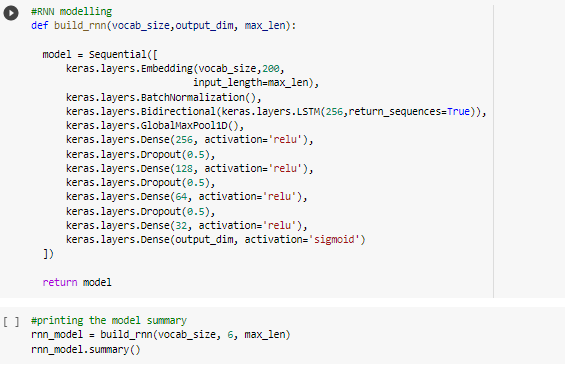 #RNN modelling
def build_rnn(vocab_size,output_dim, max_len):
model = Sequential([
keras.layers.Embedding(vocab_size,200,
input_length=max_len),
keras.layers.BatchNormalization(),
keras.layers.Bidirectional(keras.layers.LSTM(256,return_sequences=True)),
keras.layers.GlobalMaxPool1D(),
keras.layers.Dense(256, activation='relu'),
keras.layers.Dropout(0.5),
keras.layers.Dense(128, activation='relu'),
keras.layers.Dropout(0.5),
keras.layers.Dense(64, activation='relu'),
keras.layers.Dropout(0.5),
keras.layers.Dense(32, activation='relu'),
keras.layers.Dense(output_dim, activation='sigmoid')
])
return model
[ ] #printing the model summary
rnn_model = build_rnn(vocab_size, 6, max_len)
rnn_model.summary()